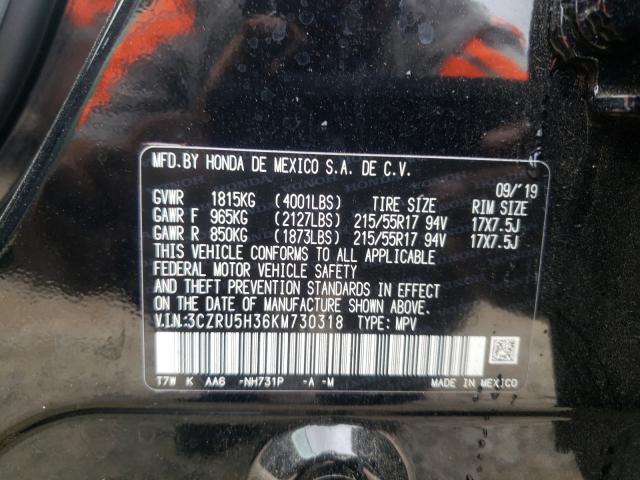 MFD.BY HONDA DE MEXICO S.A. DE C.V.
09/'19
GVWR 1815KG (4001LBS) TIRE SIZE RIM SIZE
GAWR F 965KG (2127LBS) 215/55R17 94V 17X7.5J
GAWR R 850KG (1873LBS) 215/55R17 94V 17X7.5J
THIS VEHICLE CONFORMS TO ALL APPLICABLE
FEDERAL MOTOR VEHICLE SAFETY
AND THEFT PREVENTION STANDARDS IN EFFECT
ON THE DATE OF MANUFACTURE SHOWN ABOVE.
V.I.N:3CZRU5H36KM730318 TYPE: MPV
T7W K AA6 -NH731P -A -M MADE IN MEXICO